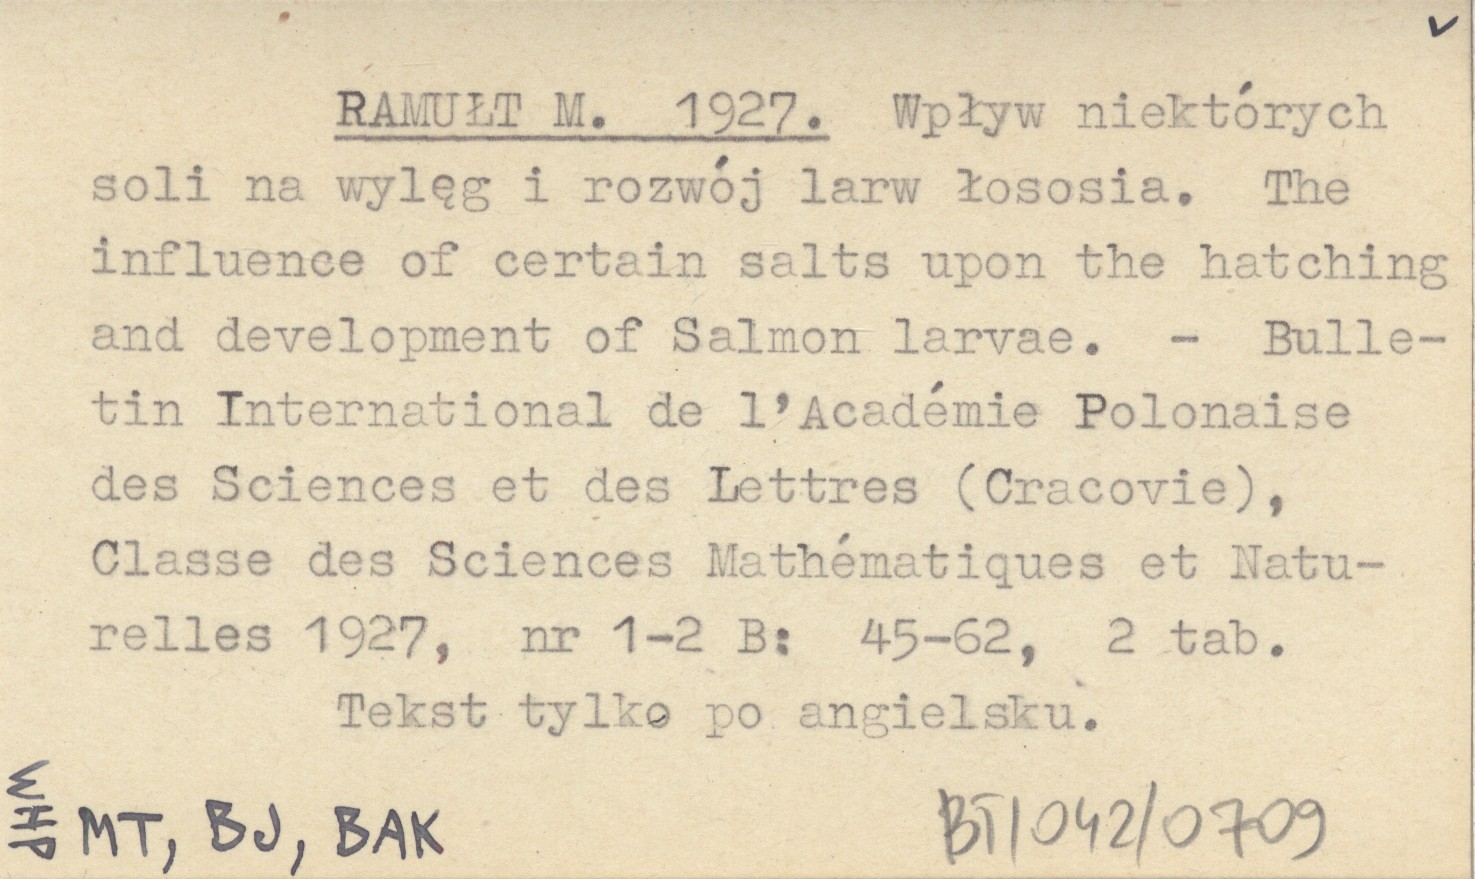 RAMUŁT M. 1927. Wpływ niektórych
soli na wylęg i rozwój larw łososia. The
influence of certain salts upon the hatching
and development of Salmon larvae. - Bulle-
tin International de l'Académie Polonaise
des Sciences et des Lettres (Cracovie),
Classe des Sciences Mathématiques et Natu-
relles 1927, nr 1-2 B: 45-62, 2 tab.
Tekst tylko po angielsku.
MT, BJ, BAK
BT/042/0709